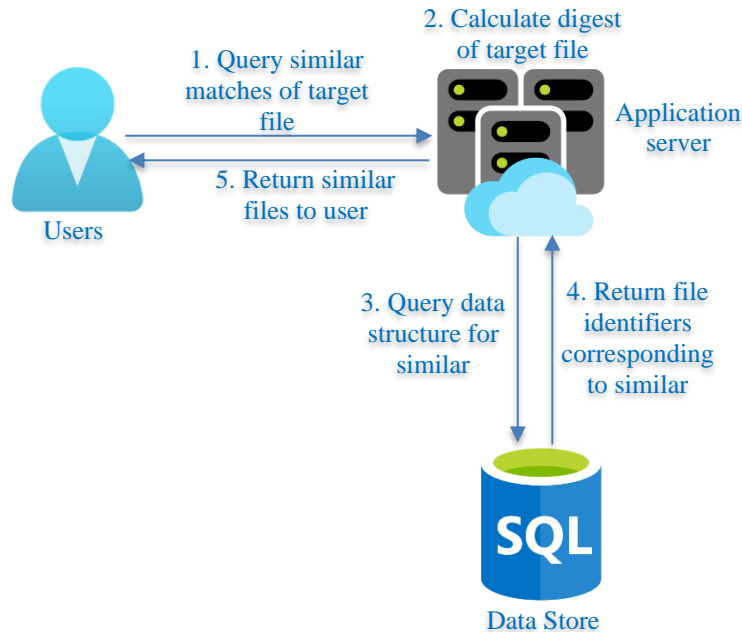 2. Calculate digest
of target file
1. Query similar
matches of target
file
Application
server
5. Return similar
files to user
Users
3. Query data
structure for
similar
4. Return file
identifiers
corresponding
to similar
SQL
Data Store